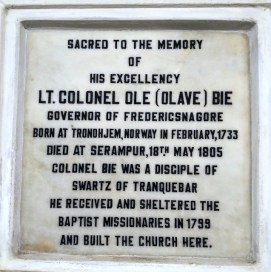 SACRED TO THE MEMORY
OF
HIS EXCELLENCY
LT. COLONEL OLE (OLAVE) BIE
GOVERNOR OF FREDERICSNAGORE
BORN AT TRONDHJEM, NORWAY IN FEBRUARY, 1733
DIED AT SERAMPUR, 18TH MAY 1805
COLONEL BIE WAS A DISCIPLE OF
SWARTZ OF TRANQUEBAR
HE RECEIVED AND SHELTERED THE
BAPTIST MISSIONARIES IN 1799
AND BUILT THE CHURCH HERE.